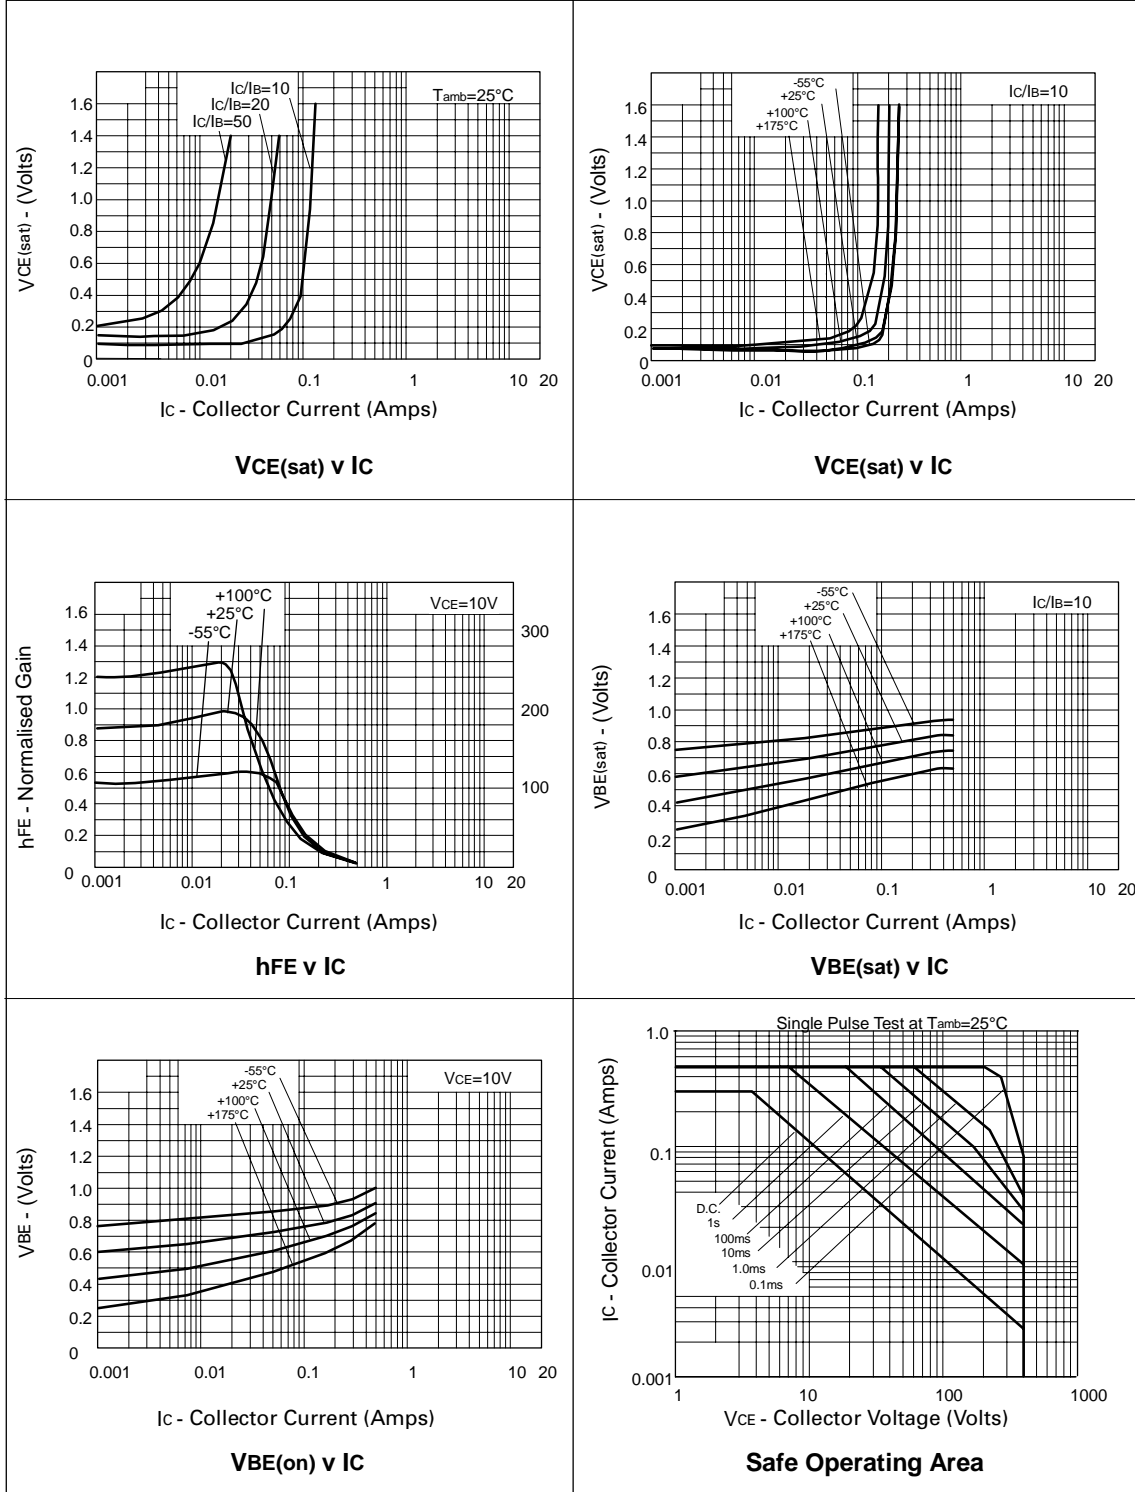 IC/IB=10
IC/IB=20
IC/IB=50
Tamb=25°C
1.6
1.4
1.2
1.0
0.8
0.6
0.4
0.2
0
VCE(sat) - (Volts)
0.001
0.01
0.1
1
10
20
IC - Collector Current (Amps)
VCE(sat) v IC
-55°C
+25°C
+100°C
+175°C
IC/IB=10
1.6
1.4
1.2
1.0
0.8
0.6
0.4
0.2
0
VCE(sat) - (Volts)
0.001
0.01
0.1
1
10
20
IC - Collector Current (Amps)
VCE(sat) v IC
+100°C
+25°C
-55°C
VCE=10V
1.6
1.4
1.2
1.0
0.8
0.6
0.4
0.2
0
hFE - Normalised Gain
300
200
100
0.001
0.01
0.1
1
10
20
IC - Collector Current (Amps)
hFE v IC
-55°C
+25°C
+100°C
+175°C
IC/IB=10
1.6
1.4
1.2
1.0
0.8
0.6
0.4
0.2
0
VBE(sat) - (Volts)
0.001
0.01
0.1
1
10
20
IC - Collector Current (Amps)
VBE(sat) v IC
-55°C
+25°C
+100°C
+175°C
VCE=10V
1.6
1.4
1.2
1.0
0.8
0.6
0.4
0.2
0
VBE - (Volts)
0.001
0.01
0.1
1
10
20
IC - Collector Current (Amps)
VBE(on) v IC
Single Pulse Test at Tamb=25°C
1.0
0.1
0.01
0.001
IC - Collector Current (Amps)
D.C.
1s
100ms
10ms
1.0ms
0.1ms
1
10
100
1000
VCE - Collector Voltage (Volts)
Safe Operating Area